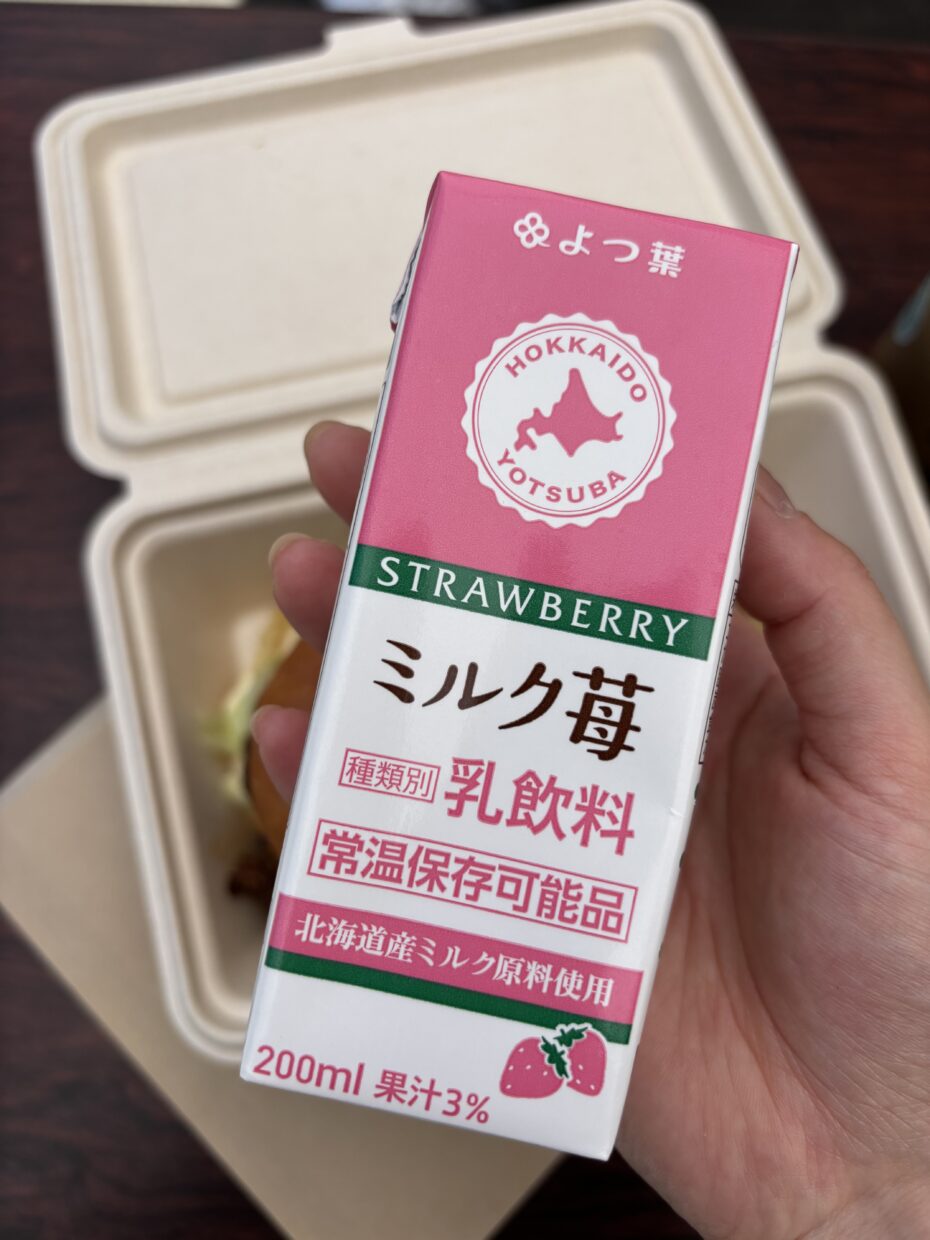 よつ葉
HOKKAIDO
YOTSUBA
STRAWBERRY
ミルク苺
種類別 乳飲料
常温保存可能品
北海道産ミルク原料使用
200ml 果汁3%